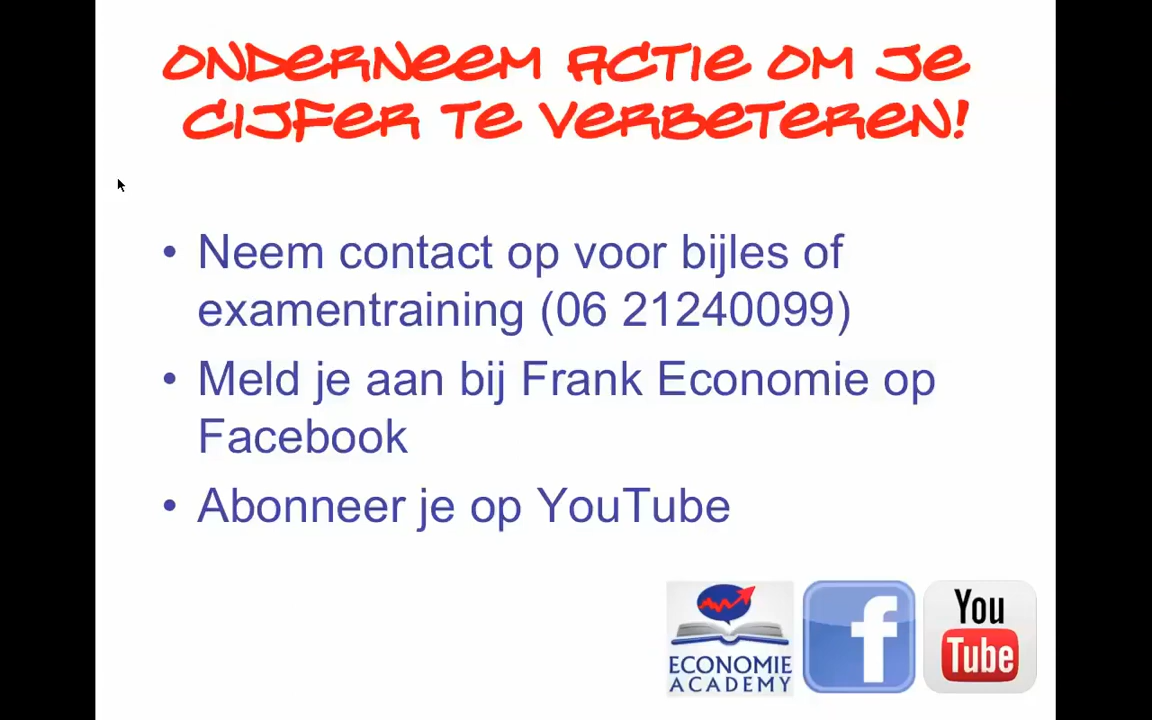 ONDERNEEM ACTIE OM JE
CIJFER TE VERBETEREN!
• Neem contact op voor bijles of
examentraining (06 21240099)
• Meld je aan bij Frank Economie op
Facebook
• Abonneer je op YouTube
ECONOMIE
ACADEMY
f
You
Tube